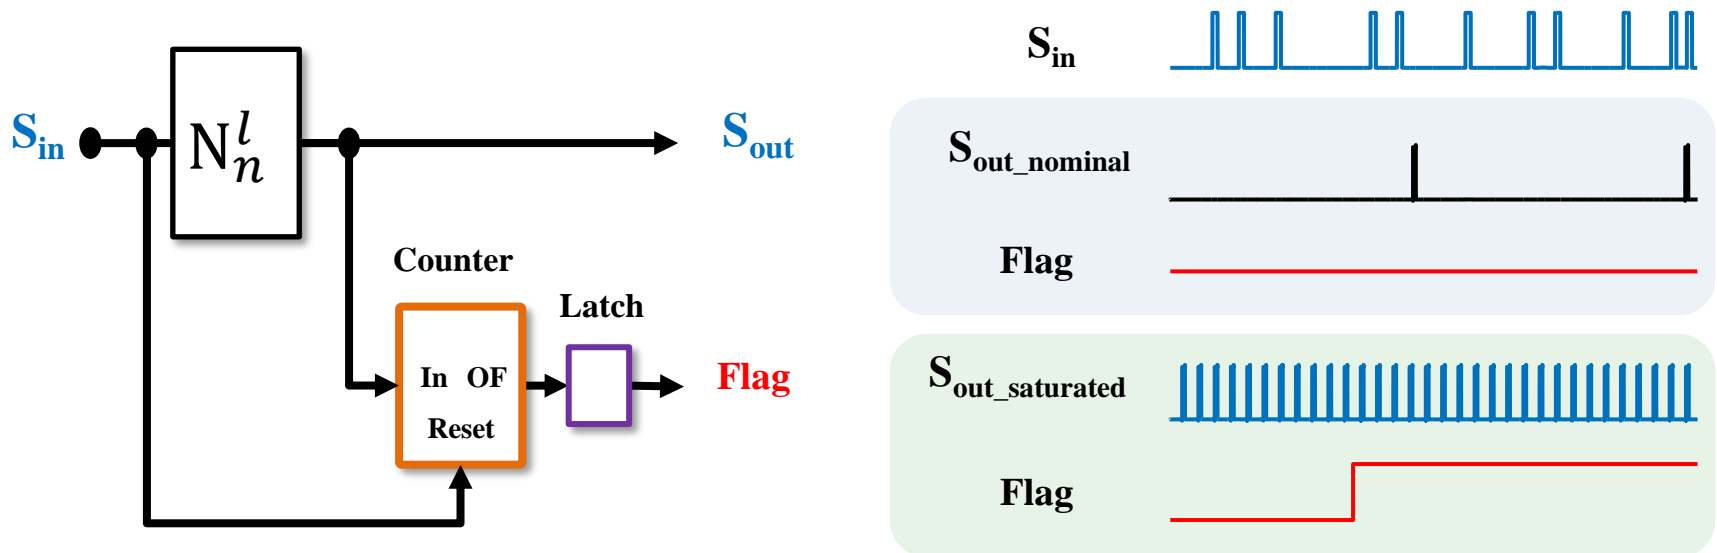 S_in
N_n^l
S_out
Counter
In OF
Reset
Latch
Flag
S_in
S_out_nominal
Flag
S_out_saturated
Flag